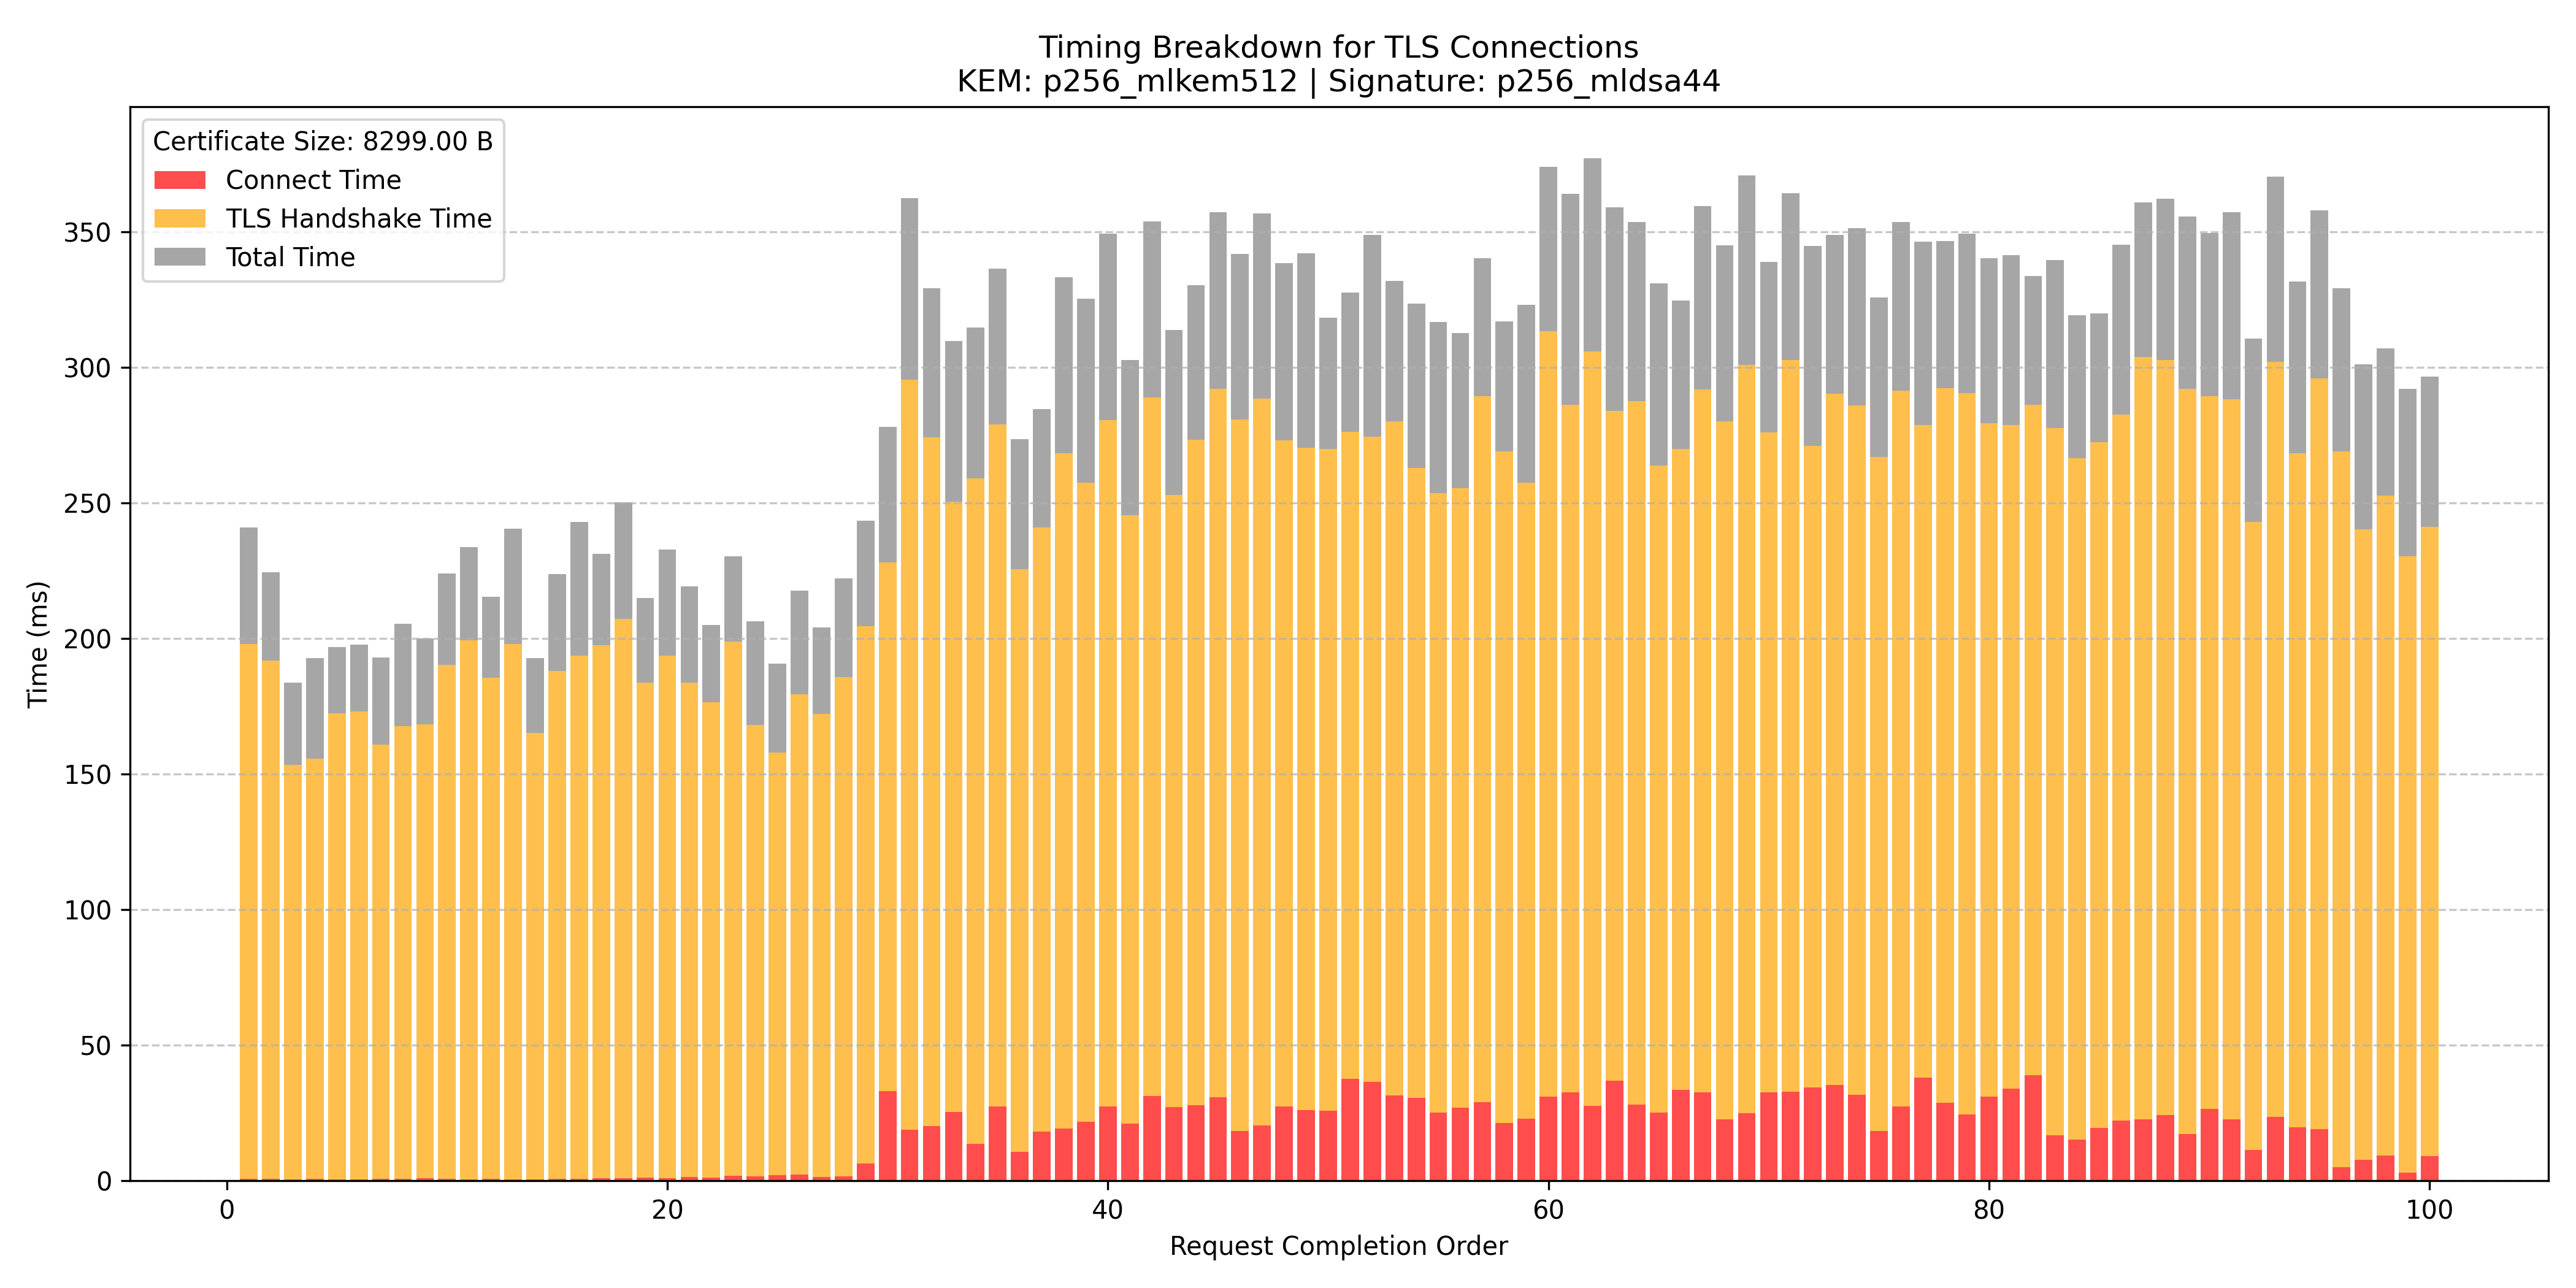 Timing Breakdown for TLS Connections
KEM: p256_mlkem512 | Signature: p256_mldsa44
Certificate Size: 8299.00 B
Connect Time
TLS Handshake Time
Total Time
Time (ms)
350
300
250
200
150
100
50
0
0 20 40 60 80 100
Request Completion Order